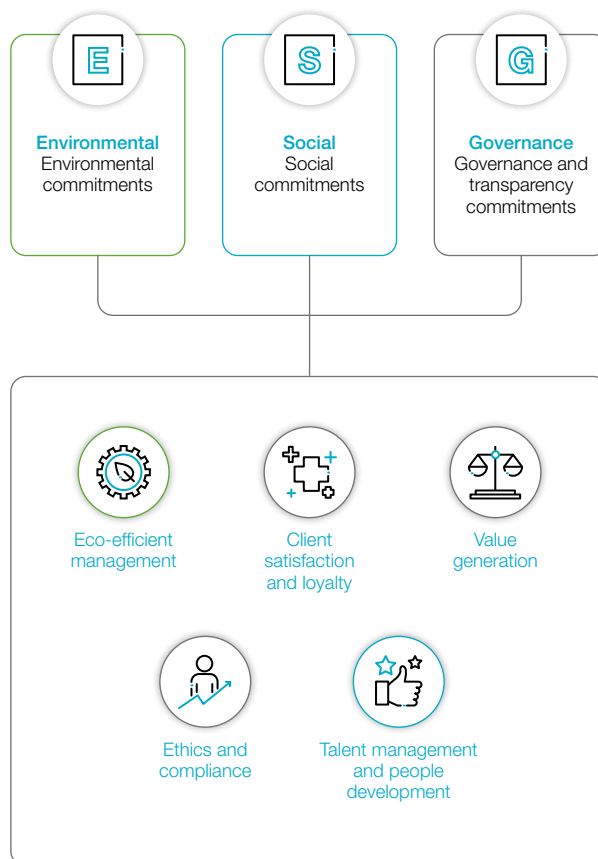 E
S
G
Environmental
Environmental
commitments
Social
Social
commitments
Governance
Governance and
transparency
commitments
Eco-efficient
management
Client
satisfaction
and loyalty
Value
generation
Ethics and
compliance
Talent management
and people
development